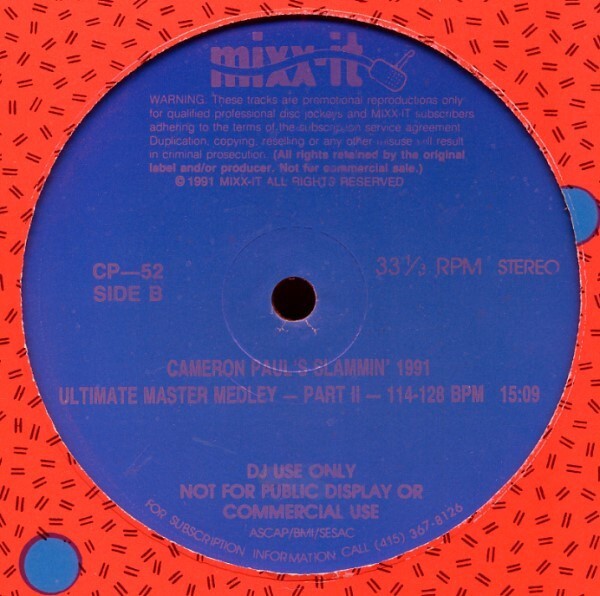 mixx-it
WARNING. These tracks are promotional reproductions only
for qualified professional disc jockeys and MIXX-IT subscribers
adhering to the terms of the subscription service agreement
Duplication, copying, reselling or any other misuse will result
in criminal prosecution. (All rights retained by the original
label and/or producer. Not for commercial sale.)
© 1991 MIXX-IT ALL RIGHTS RESERVED
CP—52
SIDE B
33 1/3 RPM STEREO
CAMERON PAUL'S SLAMMIN' 1991
ULTIMATE MASTER MEDLEY — PART II — 114-128 BPM 15:09
DJ USE ONLY
NOT FOR PUBLIC DISPLAY OR
COMMERCIAL USE
ASCAP/BMI/SESAC
FOR SUBSCRIPTION INFORMATION CALL (415) 367-8126